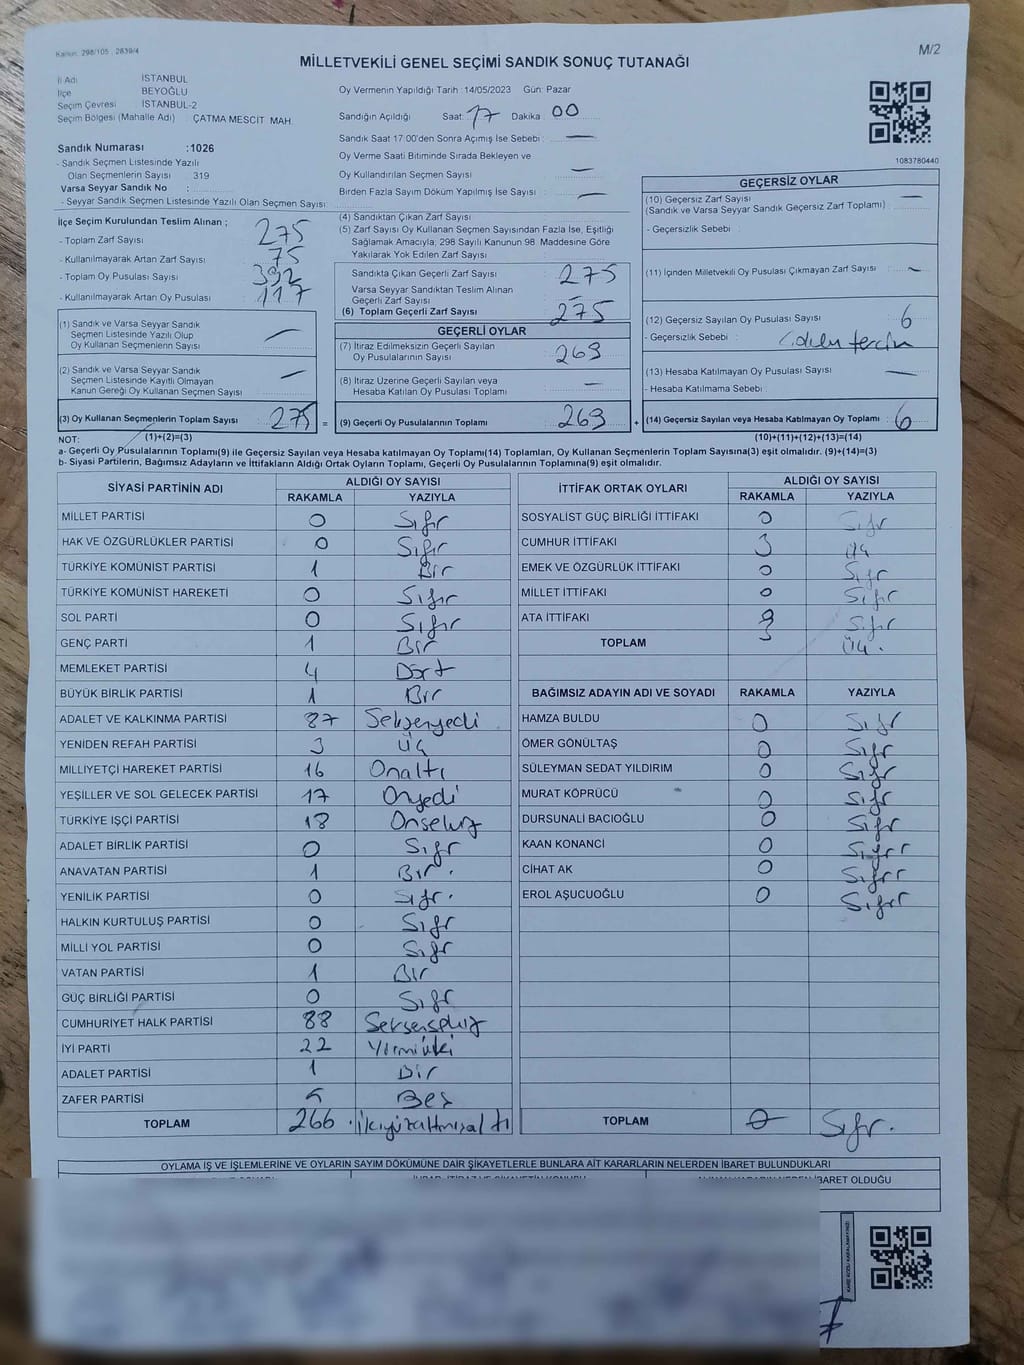 Kanun: 298/105 , 2839/4
M/2
MİLLETVEKİLİ GENEL SEÇİMİ SANDIK SONUÇ TUTANAĞI
İl Adı İSTANBUL
İlçe BEYOĞLU
Seçim Çevresi : İSTANBUL-2
Seçim Bölgesi (Mahalle Adı) : ÇATMA MESCİT MAH.
Oy Vermenin Yapıldığı Tarih : 14/05/2023 Gün: Pazar
Sandığın Açıldığı Saat: 17 Dakika : 00
Sandık Saat 17:00'den Sonra Açımış İse Sebebi : —
Oy Verme Saati Bitiminde Sırada Bekleyen ve
Oy Kullandırılan Seçmen Sayısı —
Birden Fazla Sayım Döküm Yapılmış İse Sayısı : —
1083780440
Sandık Numarası :1026
- Sandık Seçmen Listesinde Yazılı
Olan Seçmenlerin Sayısı : 319
Varsa Seyyar Sandık No :
- Seyyar Sandık Seçmen Listesinde Yazılı Olan Seçmen Sayısı :
İlçe Seçim Kurulundan Teslim Alınan ;
- Toplam Zarf Sayısı 275
- Kullanılmayarak Artan Zarf Sayısı 75
- Toplam Oy Pusulası Sayısı 392
- Kullanılmayarak Artan Oy Pusulası : 117
(1) Sandık ve Varsa Seyyar Sandık
Seçmen Listesinde Yazılı Olup
Oy Kullanan Seçmenlerin Sayısı —
(2) Sandık ve Varsa Seyyar Sandık
Seçmen Listesinde Kayıtlı Olmayan
Kanun Gereği Oy Kullanan Seçmen Sayısı —
(3) Oy Kullanan Seçmenlerin Toplam Sayısı : 275
(4) Sandıktan Çıkan Zarf Sayısı
(5) Zarf Sayısı Oy Kullanan Seçmen Sayısından Fazla İse, Eşitliği
Sağlamak Amacıyla, 298 Sayılı Kanunun 98. Maddesine Göre
Yakılarak Yok Edilen Zarf Sayısı :
Sandıkta Çıkan Geçerli Zarf Sayısı 275
Varsa Seyyar Sandıktan Teslim Alınan
Geçerli Zarf Sayısı —
(6) Toplam Geçerli Zarf Sayısı : 275
GEÇERLİ OYLAR
(7) İtiraz Edilmeksizin Geçerli Sayılan
Oy Pusulalarının Sayısı 269
(8) İtiraz Üzerine Geçerli Sayılan veya
Hesaba Katılan Oy Pusulası Toplamı —
= (9) Geçerli Oy Pusulalarının Toplamı : 269
GEÇERSİZ OYLAR
(10) Geçersiz Zarf Sayısı —
(Sandık ve Varsa Seyyar Sandık Geçersiz Zarf Toplamı) :
- Geçersizlik Sebebi :
(11) İçinden Milletvekili Oy Pusulası Çıkmayan Zarf Sayısı : —
(12) Geçersiz Sayılan Oy Pusulası Sayısı : 6
- Geçersizlik Sebebi : tercih
(13) Hesaba Katılmayan Oy Pusulası Sayısı : —
- Hesaba Katılmama Sebebi :
+ (14) Geçersiz Sayılan veya Hesaba Katılmayan Oy Toplamı : 6
NOT: (1)+(2)=(3) (10)+(11)+(12)+(13)=(14)
a- Geçerli Oy Pusulalarının Toplamı(9) ile Geçersiz Sayılan veya Hesaba katılmayan Oy Toplamı(14) Toplamları, Oy Kullanan Seçmenlerin Toplam Sayısına(3) eşit olmalıdır. (9)+(14)=(3)
b- Siyasi Partilerin, Bağımsız Adayların ve İttifakların Aldığı Ortak Oyların Toplamı, Geçerli Oy Pusulalarının Toplamına(9) eşit olmalıdır.
SİYASİ PARTİNİN ADI ALDIĞI OY SAYISI
RAKAMLA YAZIYLA
MİLLET PARTİSİ 0 Sıfır
HAK VE ÖZGÜRLÜKLER PARTİSİ 0 Sıfır
TÜRKİYE KOMÜNİST PARTİSİ 1 Bir
TÜRKİYE KOMÜNİST HAREKETİ 0 Sıfır
SOL PARTİ 0 Sıfır
GENÇ PARTİ 1 Bir
MEMLEKET PARTİSİ 4 Dört
BÜYÜK BİRLİK PARTİSİ 1 Bir
ADALET VE KALKINMA PARTİSİ 87 Seksenyedi
YENİDEN REFAH PARTİSİ 3 Üç
MİLLİYETÇİ HAREKET PARTİSİ 16 Onaltı
YEŞİLLER VE SOL GELECEK PARTİSİ 17 Onyedi
TÜRKİYE İŞÇİ PARTİSİ 18 Onsekiz
ADALET BİRLİK PARTİSİ 0 Sıfır
ANAVATAN PARTİSİ 1 Bir.
YENİLİK PARTİSİ 0 Sıfır.
HALKIN KURTULUŞ PARTİSİ 0 Sıfır
MİLLİ YOL PARTİSİ 0 Sıfır
VATAN PARTİSİ 1 Bir
GÜÇ BİRLİĞİ PARTİSİ 0 Sıfır
CUMHURİYET HALK PARTİSİ 88 Seksensekiz
İYİ PARTİ 22 Yirmiiki
ADALET PARTİSİ 1 Bir
ZAFER PARTİSİ 5 Beş
TOPLAM 266 ikiyüzaltmışaltı
İTTİFAK ORTAK OYLARI ALDIĞI OY SAYISI
RAKAMLA YAZIYLA
SOSYALİST GÜÇ BİRLİĞİ İTTİFAKI 0 Sıfır
CUMHUR İTTİFAKI 3 Üç
EMEK VE ÖZGÜRLÜK İTTİFAKI 0 Sıfır
MİLLET İTTİFAKI 0 Sıfır
ATA İTTİFAKI Sıfır
TOPLAM 3 Üç.
BAĞIMSIZ ADAYIN ADI VE SOYADI RAKAMLA YAZIYLA
HAMZA BULDU 0 Sıfır
ÖMER GÖNÜLTAŞ 0 Sıfır
SÜLEYMAN SEDAT YILDIRIM 0 Sıfır
MURAT KÖPRÜCÜ 0 Sıfır
DURSUNALİ BACIOĞLU 0 Sıfır
KAAN KONANCİ 0 Sıfır
CİHAT AK 0 Sıfır
EROL AŞUCUOĞLU 0 Sıfır
TOPLAM 0 Sıfır.
OYLAMA İŞ VE İŞLEMLERİNE VE OYLARIN SAYIM DÖKÜMÜNE DAİR ŞİKAYETLERLE BUNLARA AİT KARARLARIN NELERDEN İBARET BULUNDUKLARI
İBARET OLDUĞU